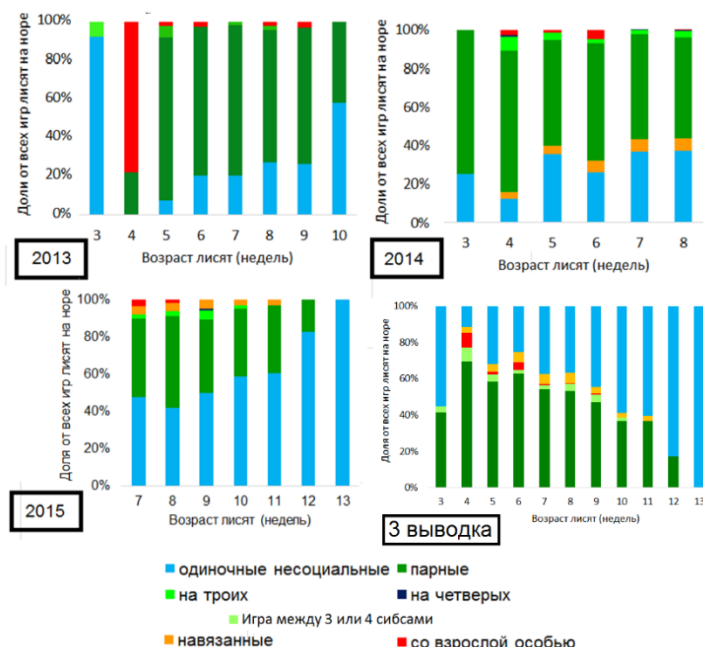 Доли от всех игр лисят на норе
100%
80%
60%
40%
20%
0%
3 4 5 6 7 8 9 10
Возраст лисят (недель)
2013
Доли от всех игр лисят на норе
100%
80%
60%
40%
20%
0%
3 4 5 6 7 8
Возраст лисят (недель)
2014
Доля от всех игр лисят на норе
100%
80%
60%
40%
20%
0%
7 8 9 10 11 12 13
Возраст лисят (недель)
2015
Доля от всех игр лисят на норе
100%
80%
60%
40%
20%
0%
3 4 5 6 7 8 9 10 11 12 13
Возраст лисят (недель)
3 выводка
одиночные несоциальные парные
на троих на четверых
Игра между 3 или 4 сибсами
навязанные со взрослой особью